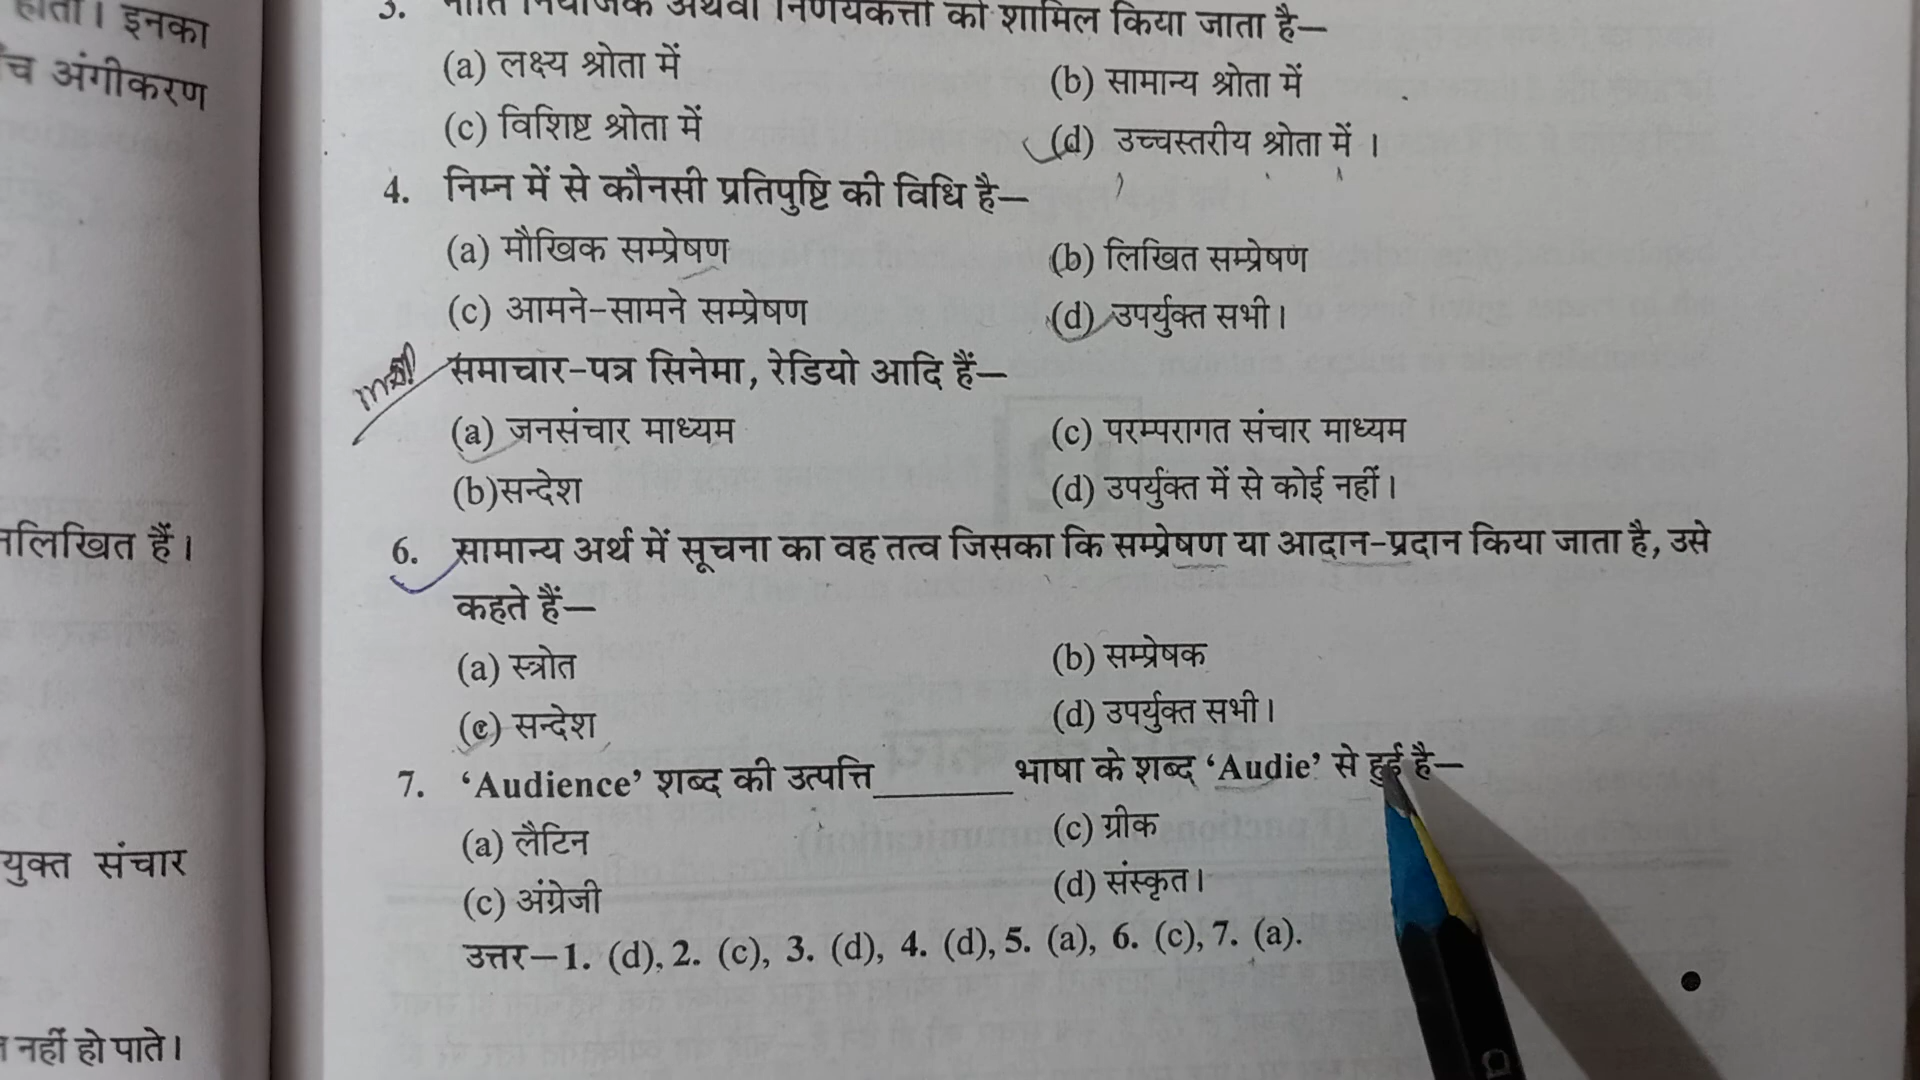 होता। इनका
च अंगीकरण
नलिखित हैं।
युक्त संचार
नहीं हो पाते।
3. नीति नियोजक अथवा निर्णयकर्त्ता को शामिल किया जाता है—
(a) लक्ष्य श्रोता में (b) सामान्य श्रोता में
(c) विशिष्ट श्रोता में (d) उच्चस्तरीय श्रोता में।
4. निम्न में से कौनसी प्रतिपुष्टि की विधि है—
(a) मौखिक सम्प्रेषण (b) लिखित सम्प्रेषण
(c) आमने-सामने सम्प्रेषण (d) उपर्युक्त सभी।
समाचार-पत्र सिनेमा, रेडियो आदि हैं—
(a) जनसंचार माध्यम (c) परम्परागत संचार माध्यम
(b)सन्देश (d) उपर्युक्त में से कोई नहीं।
6. सामान्य अर्थ में सूचना का वह तत्व जिसका कि सम्प्रेषण या आदान-प्रदान किया जाता है, उसे
कहते हैं—
(a) स्त्रोत (b) सम्प्रेषक
(c) सन्देश (d) उपर्युक्त सभी।
7. ‘Audience’ शब्द की उत्पत्ति________भाषा के शब्द ‘Audie’ से हुई है—
(a) लैटिन (c) ग्रीक
(c) अंग्रेजी (d) संस्कृत।
उत्तर—1. (d), 2. (c), 3. (d), 4. (d), 5. (a), 6. (c), 7. (a).